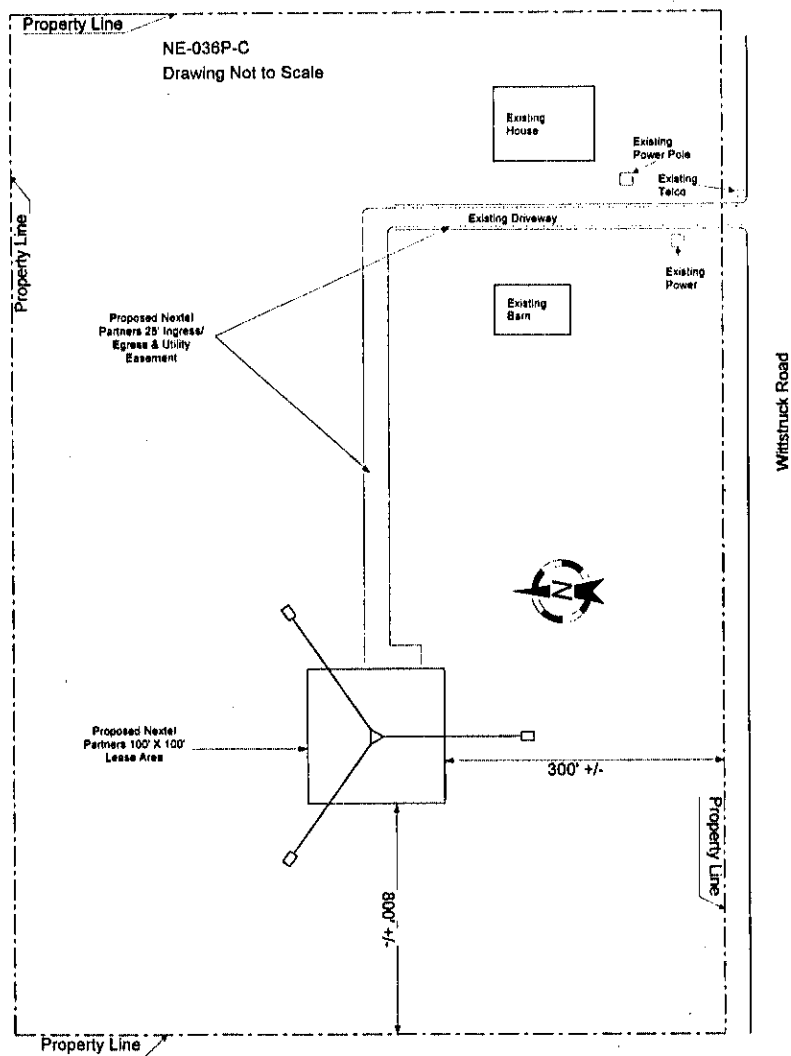 Property Line
NE-036P-C
Drawing Not to Scale
Existing
House
Existing
Power Pole
Existing
Telco
Property Line
Existing Driveway
Existing
Power
Existing
Barn
Proposed Nextel
Partners 25' Ingress/
Egress & Utility
Easement
Wittstruck Road
N
Proposed Nextel
Partners 100' X 100'
Lease Area
300' +/-
Property Line
800' +/-
Property Line